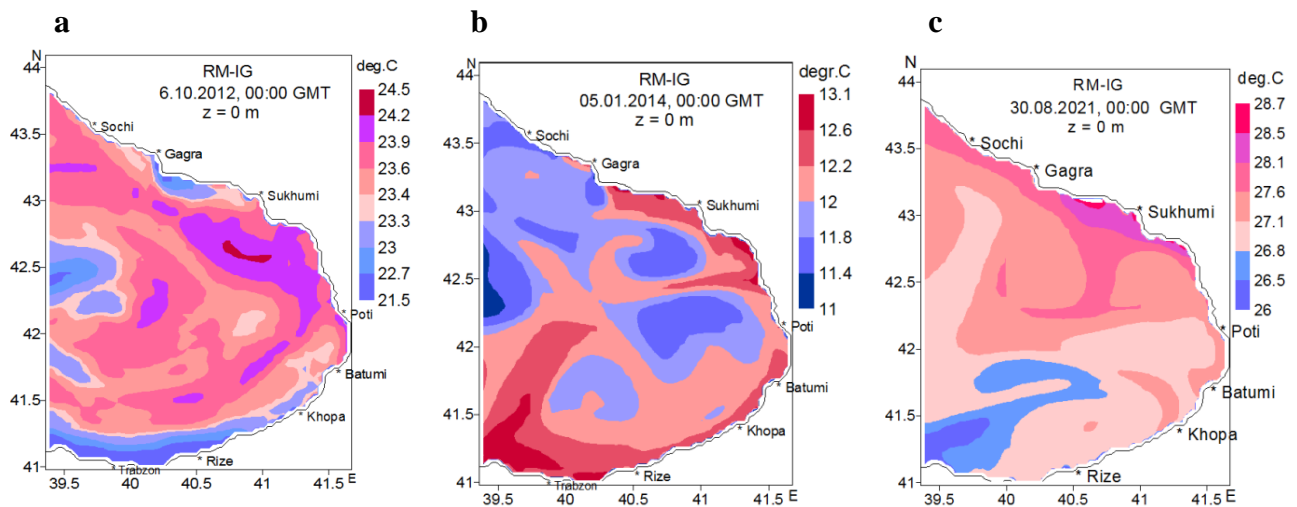 a
N
44
43.5
43
42.5
42
41.5
41
39.5 40 40.5 41 41.5 E
RM-IG
6.10.2012, 00:00 GMT
z = 0 m
* Sochi
* Gagra
* Sukhumi
* Poti
* Batumi
* Khopa
* Rize
* Trabzon
deg.C
24.5
24.2
23.9
23.6
23.4
23.3
23
22.7
21.5
b
N
44
43.5
43
42.5
42
41.5
41
39.5 40 40.5 41 41.5 E
RM-IG
05.01.2014, 00:00 GMT
z = 0 m
* Sochi
* Gagra
* Sukhumi
* Poti
* Batumi
* Khopa
* Rize
* Trabzon
degr.C
13.1
12.6
12.2
12
11.8
11.4
11
c
N
44
43.5
43
42.5
42
41.5
41
39.5 40 40.5 41 41.5 E
RM-IG
30.08.2021, 00:00 GMT
z = 0 m
* Sochi
* Gagra
* Sukhumi
* Poti
* Batumi
* Khopa
* Rize
deg.C
28.7
28.5
28.1
27.6
27.1
26.8
26.5
26